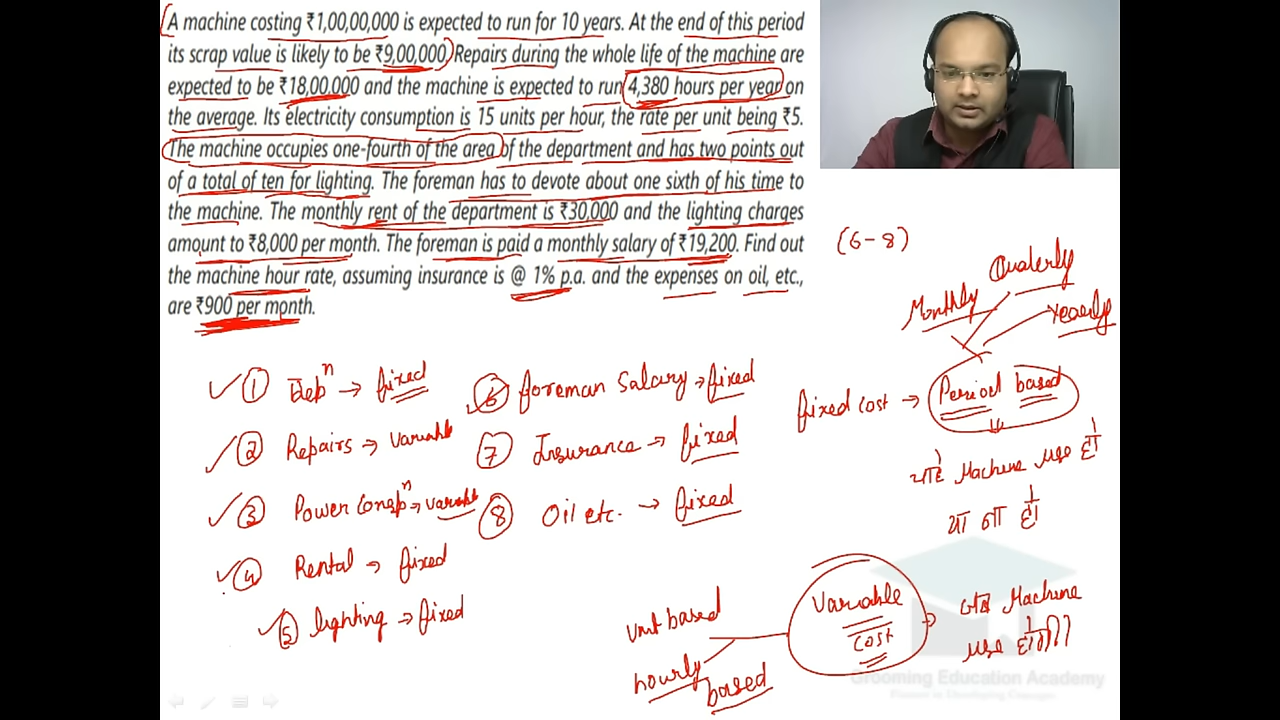 A machine costing ₹1,00,00,000 is expected to run for 10 years. At the end of this period
its scrap value is likely to be ₹9,00,000. Repairs during the whole life of the machine are
expected to be ₹18,00,000 and the machine is expected to run 4,380 hours per year on
the average. Its electricity consumption is 15 units per hour, the rate per unit being ₹5.
The machine occupies one-fourth of the area of the department and has two points out
of a total of ten for lighting. The foreman has to devote about one sixth of his time to
the machine. The monthly rent of the department is ₹30,000 and the lighting charges
amount to ₹8,000 per month. The foreman is paid a monthly salary of ₹19,200. Find out
the machine hour rate, assuming insurance is @ 1% p.a. and the expenses on oil, etc.,
are ₹900 per month.
(6-8)
Quaterly
Monthly
Yearly
① Depⁿ → fixed
② Repairs → variable
③ Power Conspⁿ → variable
④ Rental → fixed
⑤ lighting → fixed
⑥ foreman Salary → fixed
⑦ Insurance → fixed
⑧ Oil etc. → fixed
fixed cost → Period based
चाहे Machine use हो
या ना हो
Unit based
hourly based
Variable cost →
जब Machine
use होगी
Grooming Education Academy